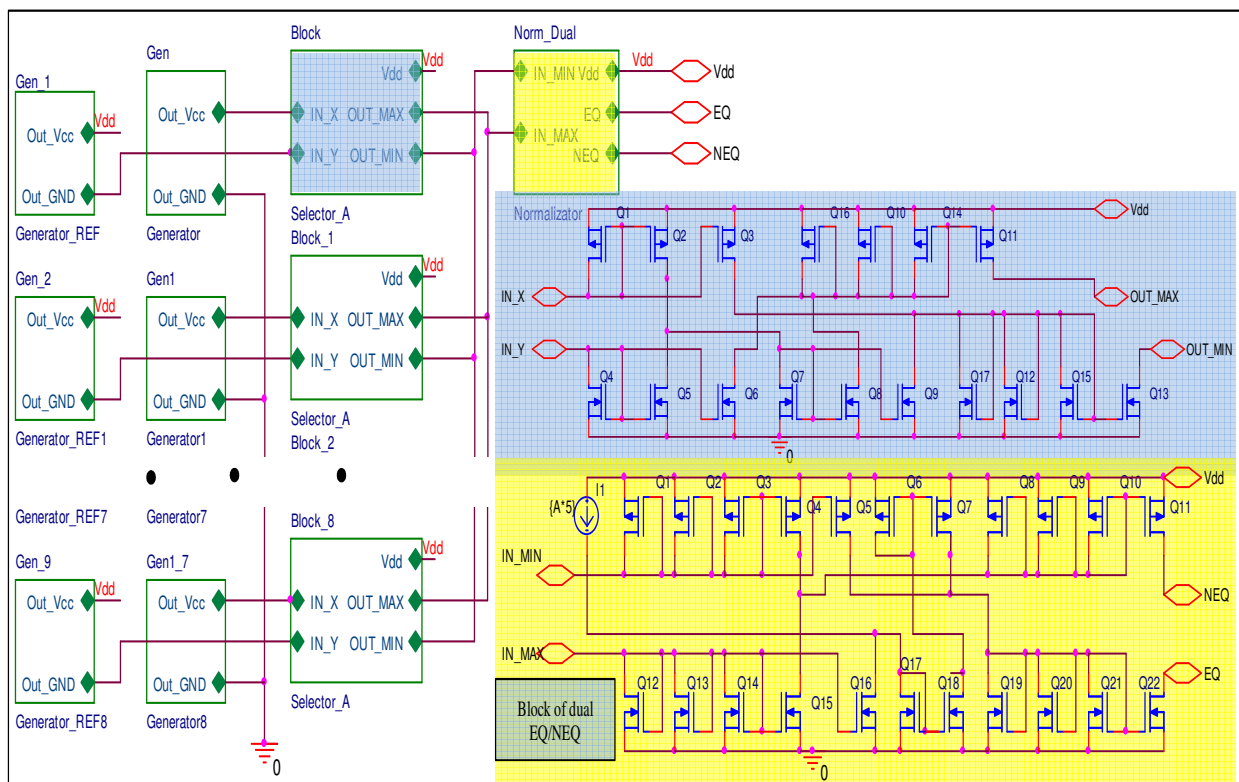 Block
Norm_Dual
Gen
Gen_1
Vdd
Vdd
Vdd
IN_MIN
Vdd
Vdd
Out_Vcc
IN_X
OUT_MAX
EQ
EQ
Out_Vcc
Vdd
IN_MAX
IN_Y
OUT_MIN
NEQ
NEQ
Out_GND
Out_GND
Generator_REF
Generator
Selector_A
Normalizator
Block_1
Gen_2
Gen1
Vdd
Vdd
Vdd
Out_Vcc
Out_Vcc
IN_X
OUT_MAX
IN_Y
OUT_MIN
Out_GND
Out_GND
Generator_REF1
Generator1
Selector_A
Block_2
Generator_REF7
Generator7
Block_8
Gen_9
Gen1_7
Vdd
Vdd
Vdd
Out_Vcc
Out_Vcc
IN_X
OUT_MAX
IN_Y
OUT_MIN
Out_GND
Out_GND
Generator_REF8
Generator8
Selector_A
0
Q1
Q2
Q3
Q16
Q10
Q14
Q11
Vdd
IN_X
OUT_MAX
IN_Y
OUT_MIN
Q4
Q5
Q6
Q7
Q8
Q9
Q17
Q12
Q15
Q13
0
I1
{A*5}
Q1
Q2
Q3
Q4
Q5
Q6
Q7
Q8
Q9
Q10
Q11
Vdd
IN_MIN
NEQ
IN_MAX
EQ
Q12
Q13
Q14
Q15
Q16
Q17
Q18
Q19
Q20
Q21
Q22
0
Block of dual
EQ/NEQ